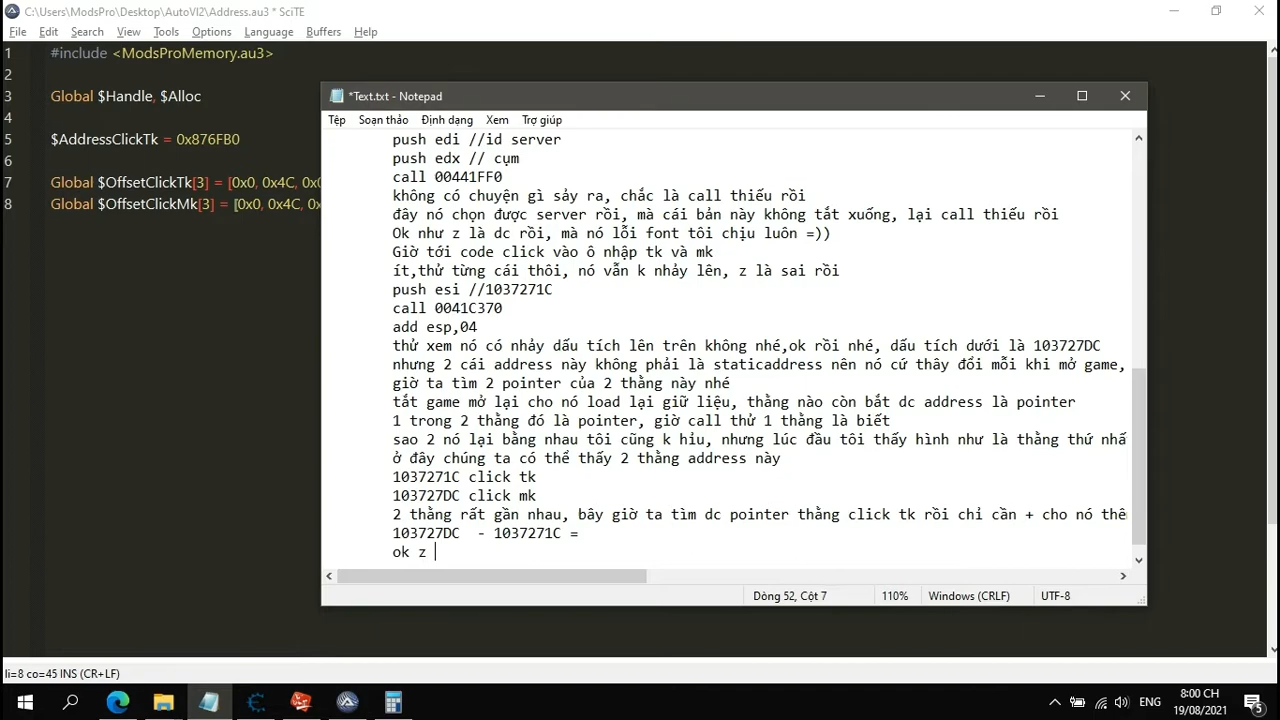 C:\Users\ModsPro\Desktop\AutoVl2\Address.au3 * SciTE
File Edit Search View Tools Options Language Buffers Help
1 #include <ModsProMemory.au3>
2
3 Global $Handle, $Alloc
4
5 $AddressClickTk = 0x876FB0
6
7 Global $OffsetClickTk[3] = [0x0, 0x4C, 0x0
8 Global $OffsetClickMk[3] = [0x0, 0x4C, 0x
*Text.txt - Notepad
Tệp Soạn thảo Định dạng Xem Trợ giúp
push edi //id server
push edx // cụm
call 00441FF0
không có chuyện gì sảy ra, chắc là call thiếu rồi
đây nó chọn được server rồi, mà cái bản này không tắt xuống, lại call thiếu rồi
Ok như z là dc rồi, mà nó lỗi font tôi chịu luôn =))
Giờ tới code click vào ô nhập tk và mk
ít,thử từng cái thôi, nó vẫn k nhảy lên, z là sai rồi
push esi //1037271C
call 0041C370
add esp,04
thử xem nó có nhảy dấu tích lên trên không nhé,ok rồi nhé, dấu tích dưới là 103727DC
nhưng 2 cái address này không phải là staticaddress nên nó cứ thây đổi mỗi khi mở game,
giờ ta tìm 2 pointer của 2 thằng này nhé
tắt game mở lại cho nó load lại giữ liệu, thằng nào còn bắt dc address là pointer
1 trong 2 thằng đó là pointer, giờ call thử 1 thằng là biết
sao 2 nó lại bằng nhau tôi cũng k hỉu, nhưng lúc đầu tôi thấy hình như là thằng thứ nhấ
ở đây chúng ta có thể thấy 2 thằng address này
1037271C click tk
103727DC click mk
2 thằng rất gần nhau, bây giờ ta tìm dc pointer thằng click tk rồi chỉ cần + cho nó thê
103727DC - 1037271C =
ok z
Dòng 52, Cột 7 110% Windows (CRLF) UTF-8
li=8 co=45 INS (CR+LF)
ENG
8:00 CH
19/08/2021
5